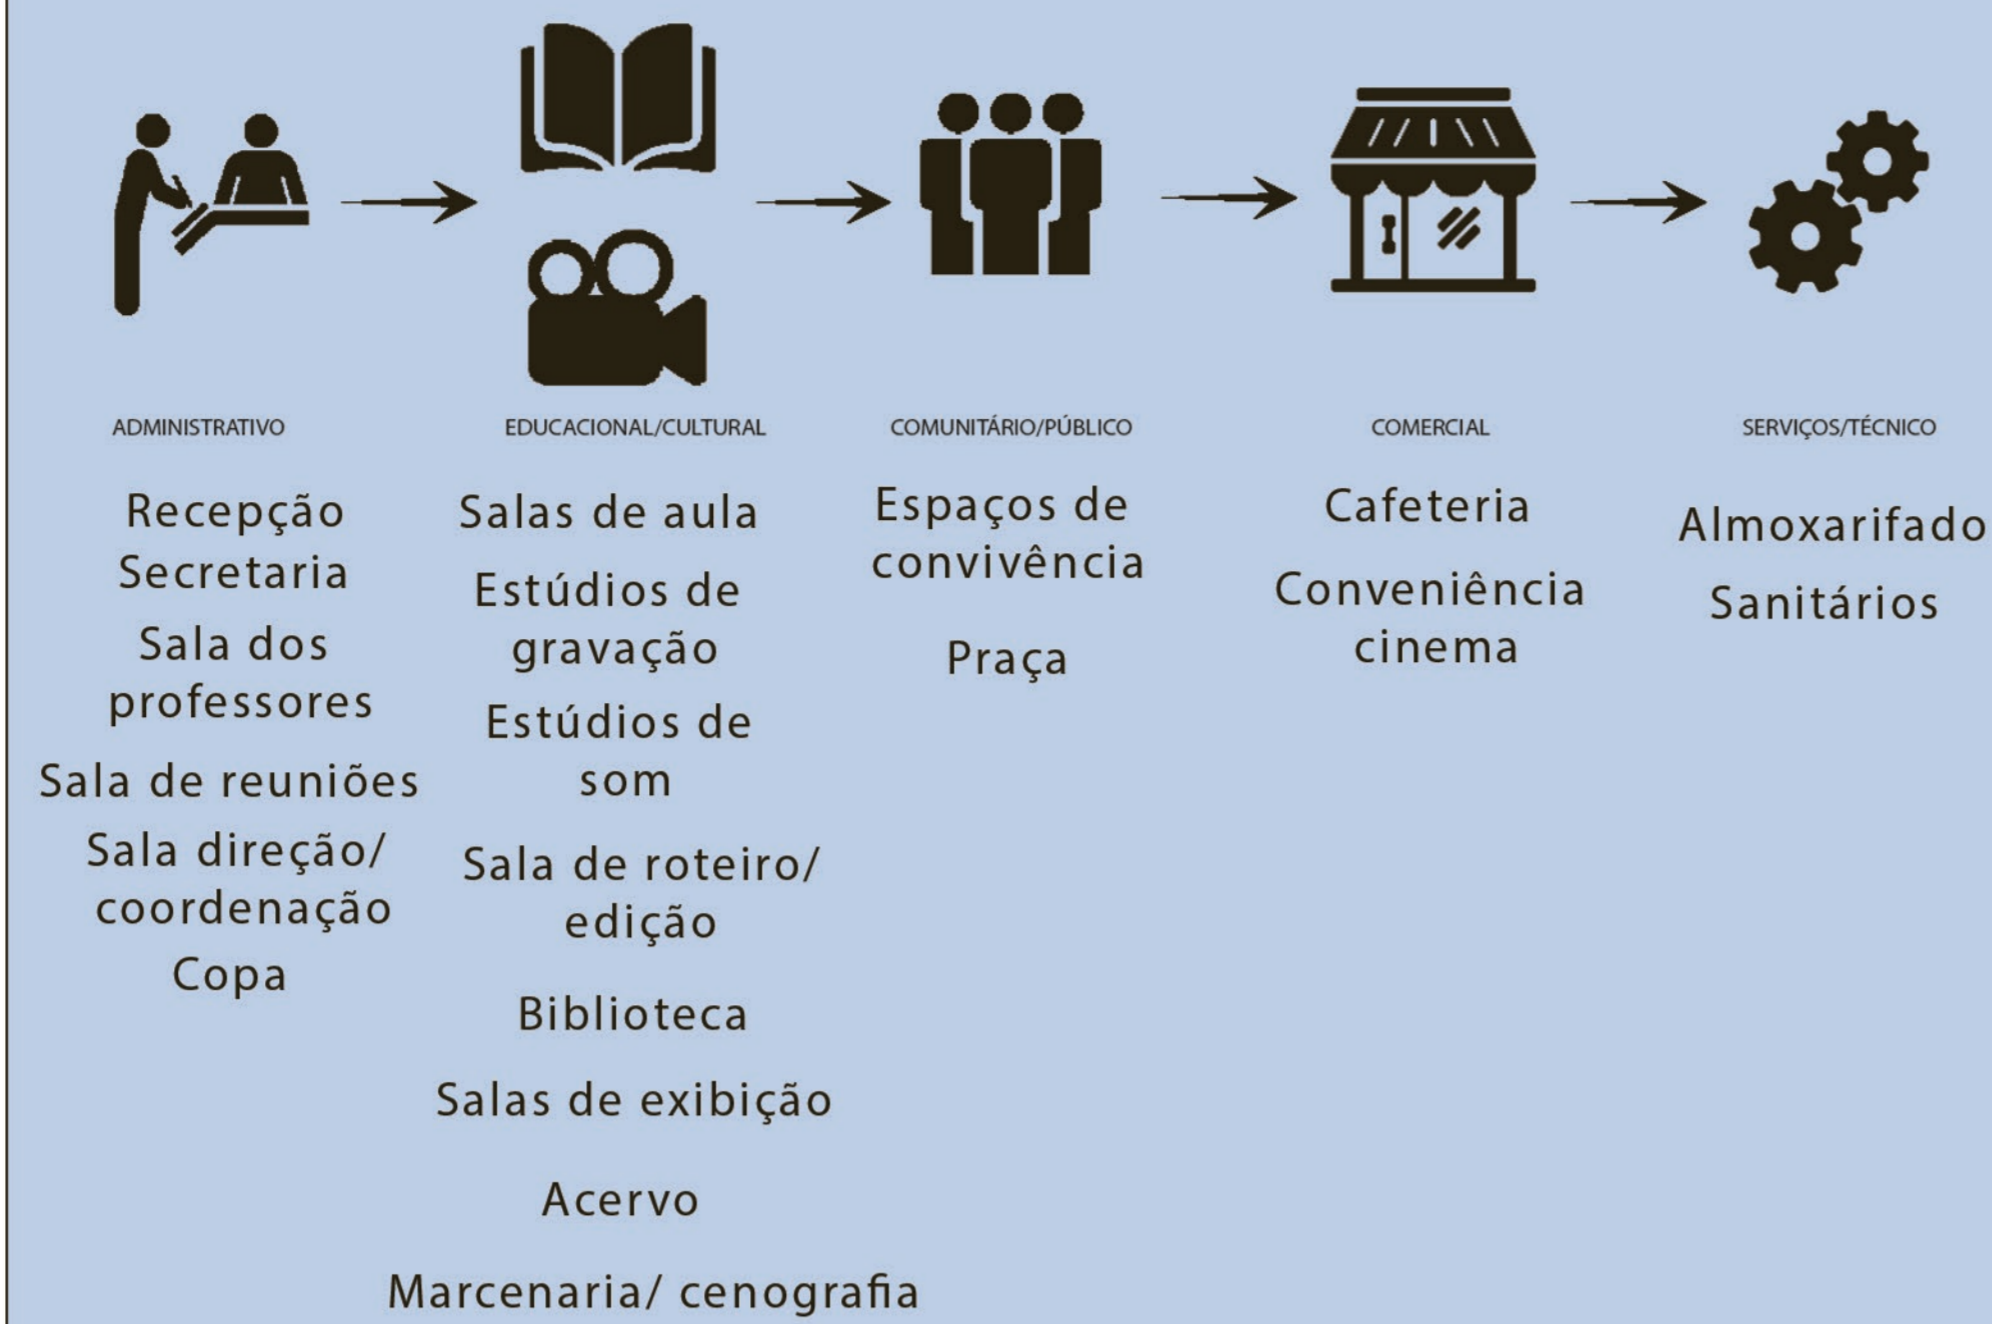 ADMINISTRATIVO
Recepção
Secretaria
Sala dos
professores
Sala de reuniões
Sala direção/
coordenação
Copa
EDUCACIONAL/CULTURAL
Salas de aula
Estúdios de
gravação
Estúdios de
som
Sala de roteiro/
edição
Biblioteca
Salas de exibição
Acervo
Marcenaria/ cenografia
COMUNITÁRIO/PÚBLICO
Espaços de
convivência
Praça
COMERCIAL
Cafeteria
Conveniência
cinema
SERVIÇOS/TÉCNICO
Almoxarifado
Sanitários